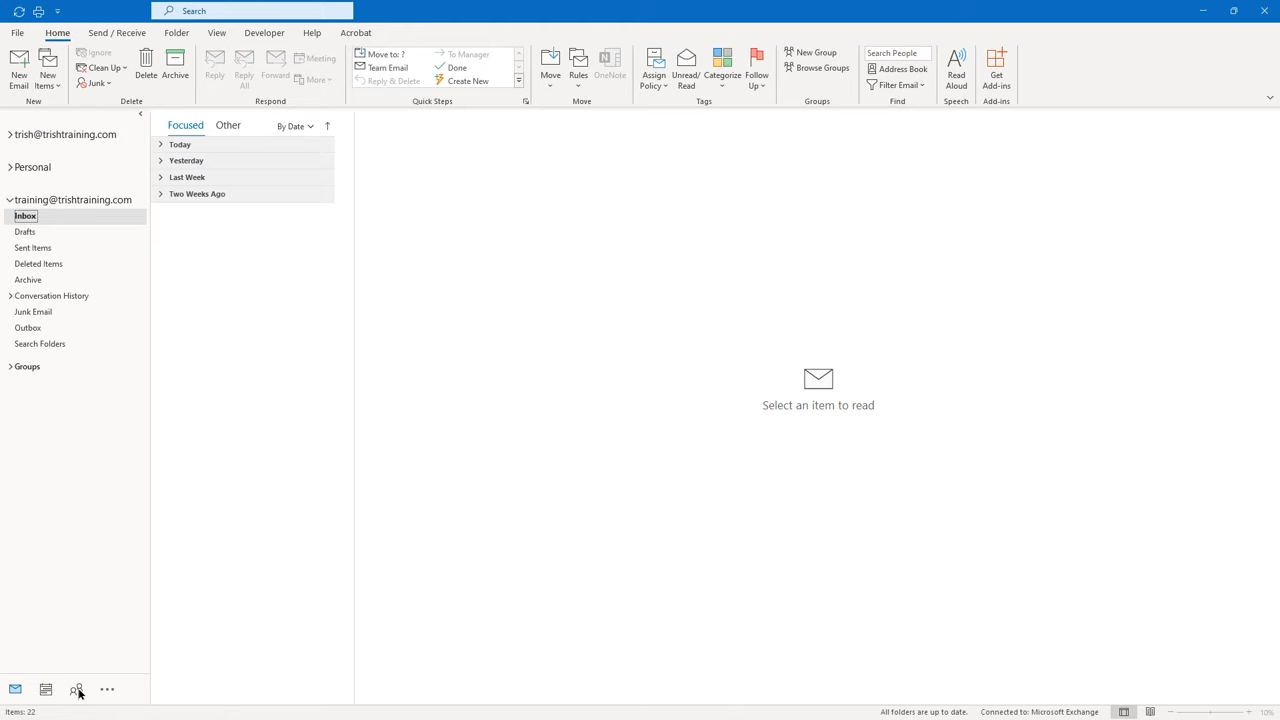 Search
File Home Send / Receive Folder View Developer Help Acrobat
New Email
New Items
New
Ignore
Clean Up
Junk
Delete
Archive
Delete
Reply
Reply All
Forward
Meeting
More
Respond
Move to: ?
Team Email
Reply & Delete
To Manager
Done
Create New
Quick Steps
Move
Rules
OneNote
Move
Assign Policy
Unread/ Read
Categorize
Follow Up
Tags
New Group
Browse Groups
Groups
Search People
Address Book
Filter Email
Find
Read Aloud
Speech
Get Add-ins
Add-ins
trish@trishtraining.com
Personal
training@trishtraining.com
Inbox
Drafts
Sent Items
Deleted Items
Archive
Conversation History
Junk Email
Outbox
Search Folders
Groups
Focused Other By Date
Today
Yesterday
Last Week
Two Weeks Ago
Select an item to read
Items: 22
All folders are up to date. Connected to: Microsoft Exchange 10%